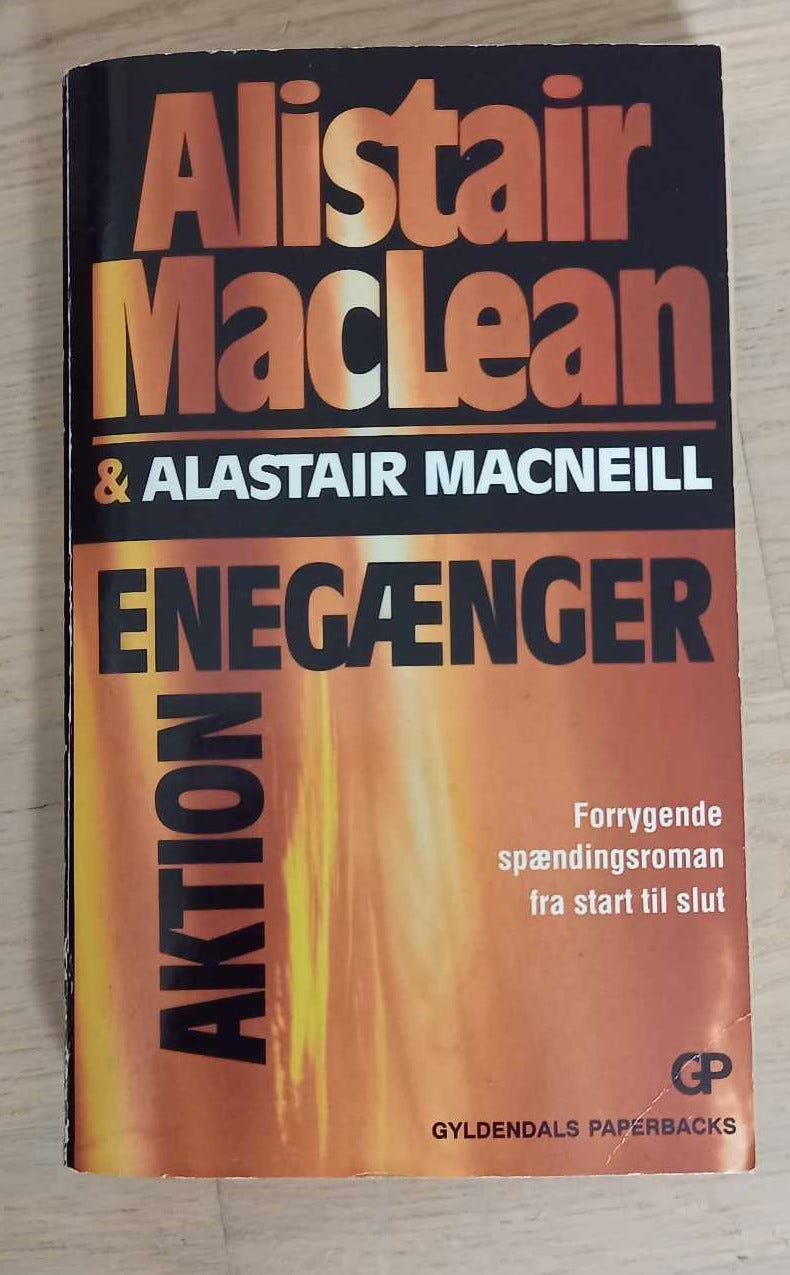 Alistair
MacLean
& ALASTAIR MACNEILL
AKTION
ENEGÆNGER
Forrygende
spændingsroman
fra start til slut
GP
GYLDENDALS PAPERBACKS